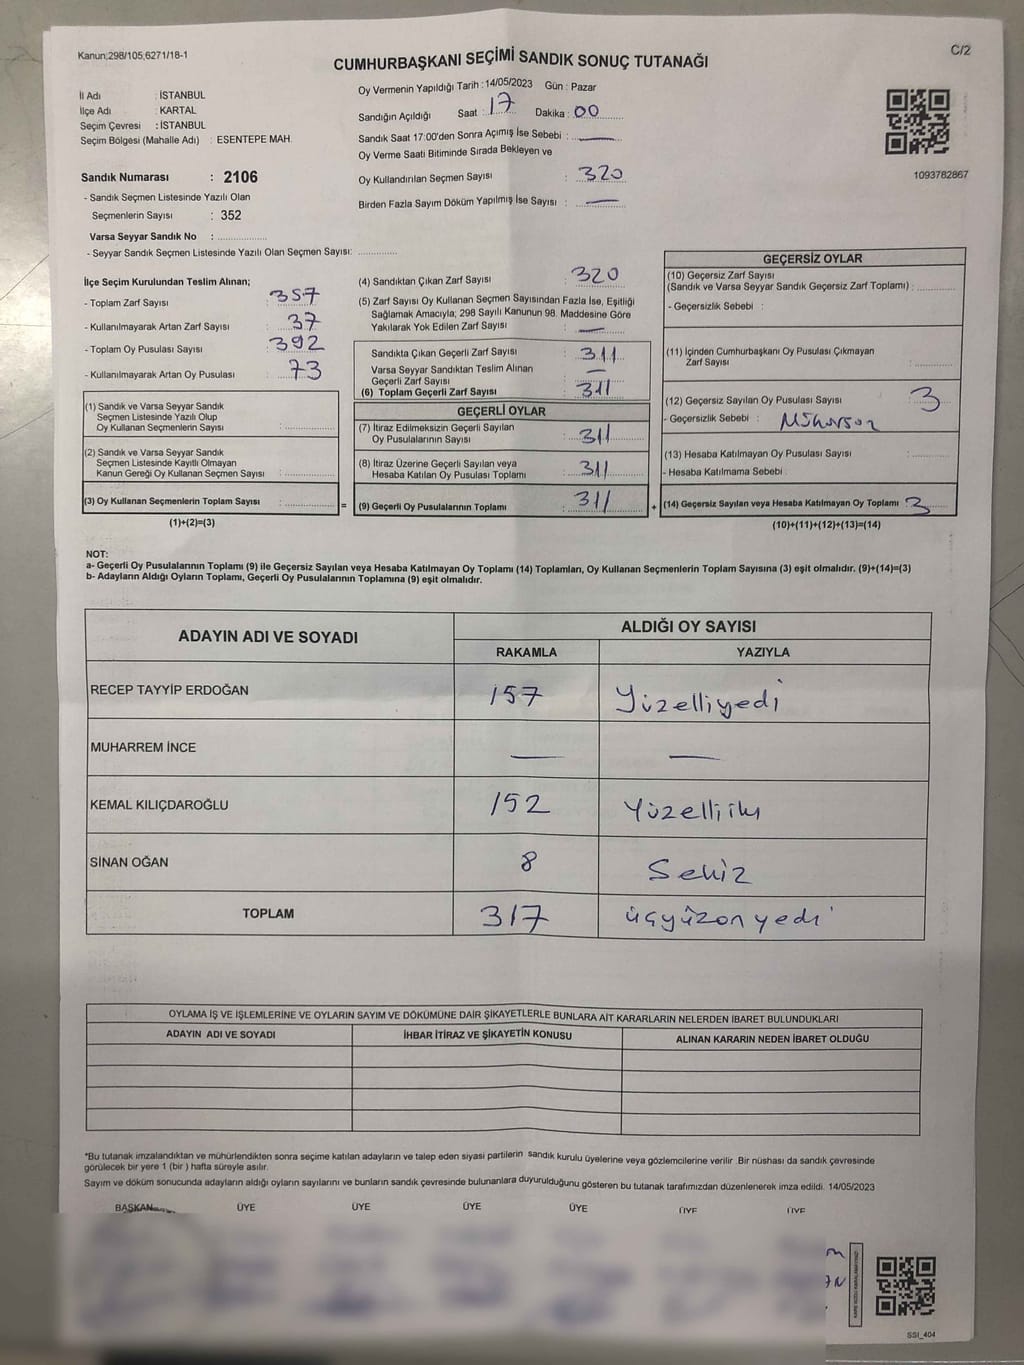 Kanun:298/105;6271/18-1
C/2
CUMHURBAŞKANI SEÇİMİ SANDIK SONUÇ TUTANAĞI
İl Adı : İSTANBUL
İlçe Adı : KARTAL
Seçim Çevresi : İSTANBUL
Seçim Bölgesi (Mahalle Adı) : ESENTEPE MAH.
Oy Vermenin Yapıldığı Tarih : 14/05/2023 Gün : Pazar
Sandığın Açıldığı Saat : 17 Dakika : 00
Sandık Saat 17:00'den Sonra Açımış İse Sebebi : —
Oy Verme Saati Bitiminde Sırada Bekleyen ve
Oy Kullandırılan Seçmen Sayısı : 320
Birden Fazla Sayım Döküm Yapılmış İse Sayısı : —
1093782867
Sandık Numarası : 2106
- Sandık Seçmen Listesinde Yazılı Olan
Seçmenlerin Sayısı : 352
Varsa Seyyar Sandık No :
- Seyyar Sandık Seçmen Listesinde Yazılı Olan Seçmen Sayısı:
İlçe Seçim Kurulundan Teslim Alınan;
- Toplam Zarf Sayısı : 357
- Kullanılmayarak Artan Zarf Sayısı : 37
- Toplam Oy Pusulası Sayısı : 392
- Kullanılmayarak Artan Oy Pusulası : 73
(1) Sandık ve Varsa Seyyar Sandık
Seçmen Listesinde Yazılı Olup
Oy Kullanan Seçmenlerin Sayısı :
(2) Sandık ve Varsa Seyyar Sandık
Seçmen Listesinde Kayıtlı Olmayan
Kanun Gereği Oy Kullanan Seçmen Sayısı :
(3) Oy Kullanan Seçmenlerin Toplam Sayısı :
(1)+(2)=(3)
=
(4) Sandıktan Çıkan Zarf Sayısı : 320
(5) Zarf Sayısı Oy Kullanan Seçmen Sayısından Fazla İse, Eşitliği
Sağlamak Amacıyla; 298 Sayılı Kanunun 98. Maddesine Göre
Yakılarak Yok Edilen Zarf Sayısı : —
Sandıkta Çıkan Geçerli Zarf Sayısı : 311
Varsa Seyyar Sandıktan Teslim Alınan
Geçerli Zarf Sayısı : —
(6) Toplam Geçerli Zarf Sayısı : 311
GEÇERLİ OYLAR
(7) İtiraz Edilmeksizin Geçerli Sayılan
Oy Pusulalarının Sayısı : 311
(8) İtiraz Üzerine Geçerli Sayılan veya
Hesaba Katılan Oy Pusulası Toplamı : 311
(9) Geçerli Oy Pusulalarının Toplamı : 311
+
GEÇERSİZ OYLAR
(10) Geçersiz Zarf Sayısı
(Sandık ve Varsa Seyyar Sandık Geçersiz Zarf Toplamı) :
- Geçersizlik Sebebi :
(11) İçinden Cumhurbaşkanı Oy Pusulası Çıkmayan
Zarf Sayısı :
(12) Geçersiz Sayılan Oy Pusulası Sayısı : 3
- Geçersizlik Sebebi :
(13) Hesaba Katılmayan Oy Pusulası Sayısı :
- Hesaba Katılmama Sebebi :
(14) Geçersiz Sayılan veya Hesaba Katılmayan Oy Toplamı : 3
(10)+(11)+(12)+(13)=(14)
NOT:
a- Geçerli Oy Pusulalarının Toplamı (9) ile Geçersiz Sayılan veya Hesaba Katılmayan Oy Toplamı (14) Toplamları, Oy Kullanan Seçmenlerin Toplam Sayısına (3) eşit olmalıdır. (9)+(14)=(3)
b- Adayların Aldığı Oyların Toplamı, Geçerli Oy Pusulalarının Toplamına (9) eşit olmalıdır.
ADAYIN ADI VE SOYADI ALDIĞI OY SAYISI
RAKAMLA YAZIYLA
RECEP TAYYİP ERDOĞAN 157 Yüzelliyedi
MUHARREM İNCE — —
KEMAL KILIÇDAROĞLU 152 Yüzelliiki
SİNAN OĞAN 8 Sekiz
TOPLAM 317 üçyüzonyedi
OYLAMA İŞ VE İŞLEMLERİNE VE OYLARIN SAYIM VE DÖKÜMÜNE DAİR ŞİKAYETLERLE BUNLARA AİT KARARLARIN NELERDEN İBARET BULUNDUKLARI
ADAYIN ADI VE SOYADI İHBAR İTİRAZ VE ŞİKAYETİN KONUSU ALINAN KARARIN NEDEN İBARET OLDUĞU
*Bu tutanak imzalandıktan ve mühürlendikten sonra seçime katılan adayların ve talep eden siyasi partilerin sandık kurulu üyelerine veya gözlemcilerine verilir. Bir nüshası da sandık çevresinde
görülecek bir yere 1 (bir ) hafta süreyle asılır.
Sayım ve döküm sonucunda adayların aldığı oyların sayılarını ve bunların sandık çevresinde bulunanlara duyurulduğunu gösteren bu tutanak tarafımızdan düzenlenerek imza edildi. 14/05/2023
BAŞKAN ÜYE ÜYE ÜYE ÜYE ÜYE ÜYE
SSI_404